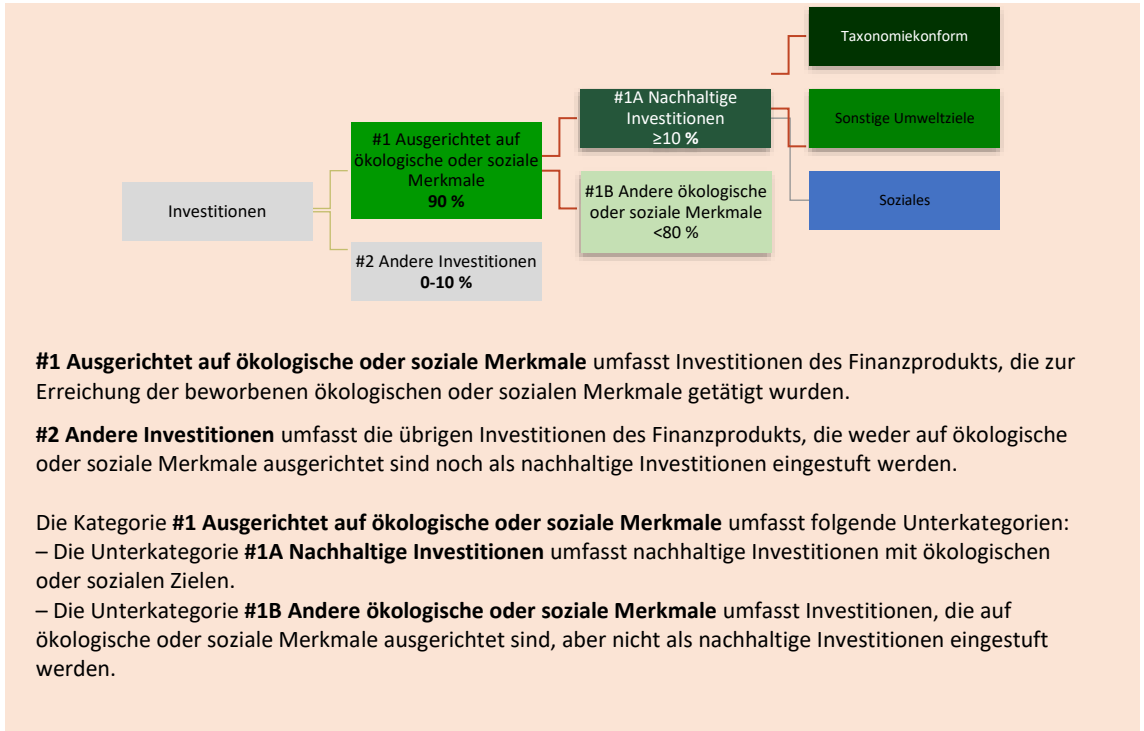 Taxonomiekonform
#1A Nachhaltige
Investitionen
≥10 %
Sonstige Umweltziele
#1 Ausgerichtet auf
ökologische oder soziale
Merkmale
90 %
#1B Andere ökologische
oder soziale Merkmale
<80 %
Soziales
Investitionen
#2 Andere Investitionen
0-10 %
#1 Ausgerichtet auf ökologische oder soziale Merkmale umfasst Investitionen des Finanzprodukts, die zur
Erreichung der beworbenen ökologischen oder sozialen Merkmale getätigt wurden.
#2 Andere Investitionen umfasst die übrigen Investitionen des Finanzprodukts, die weder auf ökologische
oder soziale Merkmale ausgerichtet sind noch als nachhaltige Investitionen eingestuft werden.
Die Kategorie #1 Ausgerichtet auf ökologische oder soziale Merkmale umfasst folgende Unterkategorien:
– Die Unterkategorie #1A Nachhaltige Investitionen umfasst nachhaltige Investitionen mit ökologischen
oder sozialen Zielen.
– Die Unterkategorie #1B Andere ökologische oder soziale Merkmale umfasst Investitionen, die auf
ökologische oder soziale Merkmale ausgerichtet sind, aber nicht als nachhaltige Investitionen eingestuft
werden.